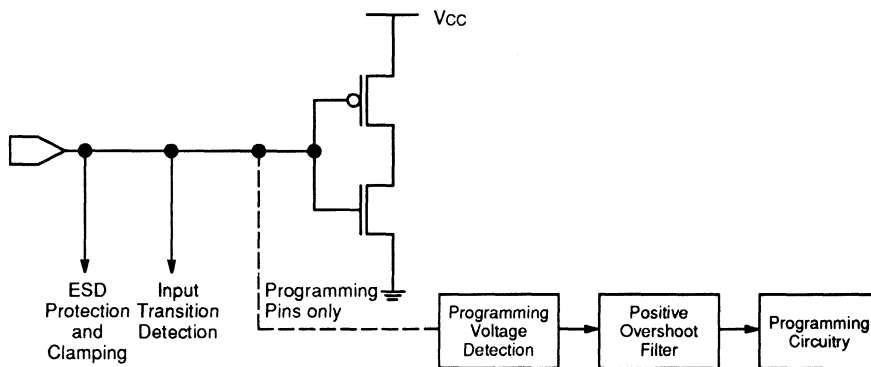 VCC
ESD
Protection
and
Clamping
Input
Transition
Detection
Programming
Pins only
Programming
Voltage
Detection
Positive
Overshoot
Filter
Programming
Circuitry